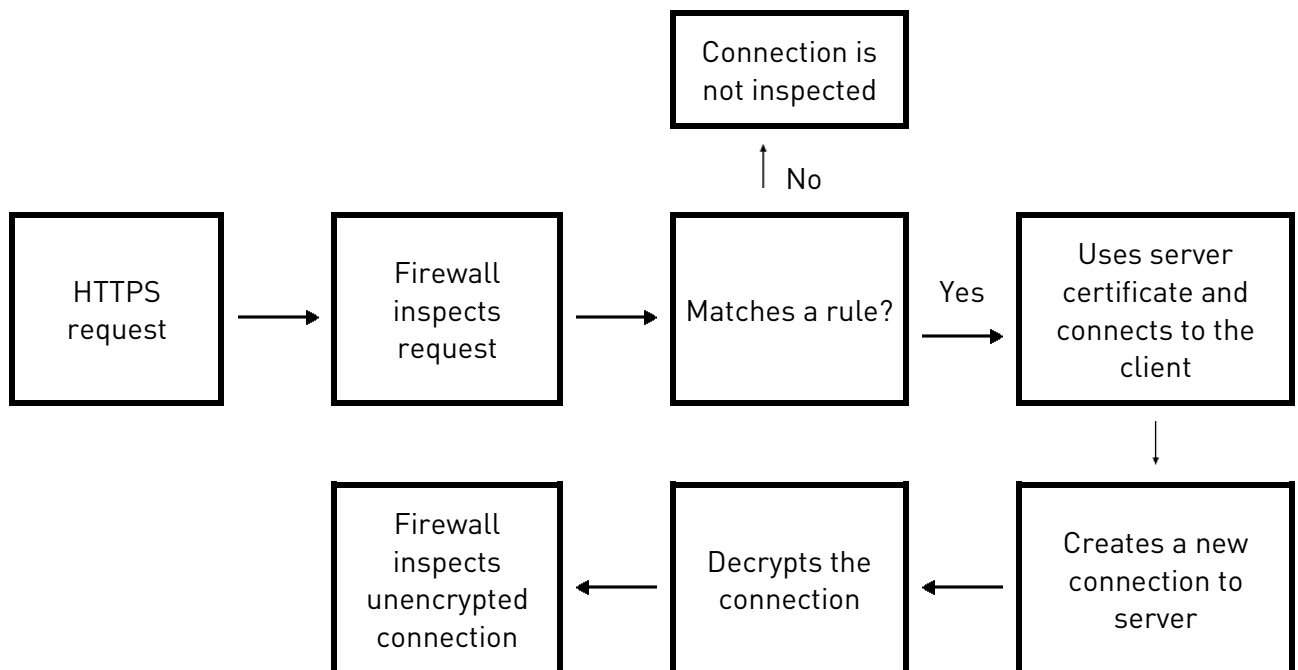 Connection is
not inspected
No
HTTPS
request
Firewall
inspects
request
Matches a rule?
Yes
Uses server
certificate and
connects to the
client
Firewall
inspects
unencrypted
connection
Decrypts the
connection
Creates a new
connection to
server